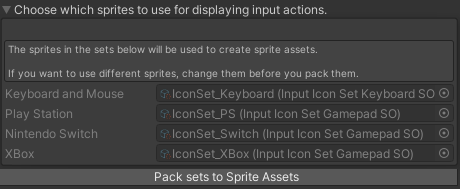 Choose which sprites to use for displaying input actions.
The sprites in the sets below will be used to create sprite assets.
If you want to use different sprites, change them before you pack them.
Keyboard and Mouse IconSet_Keyboard (Input Icon Set Keyboard SO
Play Station IconSet_PS (Input Icon Set Gamepad SO)
Nintendo Switch IconSet_Switch (Input Icon Set Gamepad SO)
XBox IconSet_XBox (Input Icon Set Gamepad SO)
Pack sets to Sprite Assets